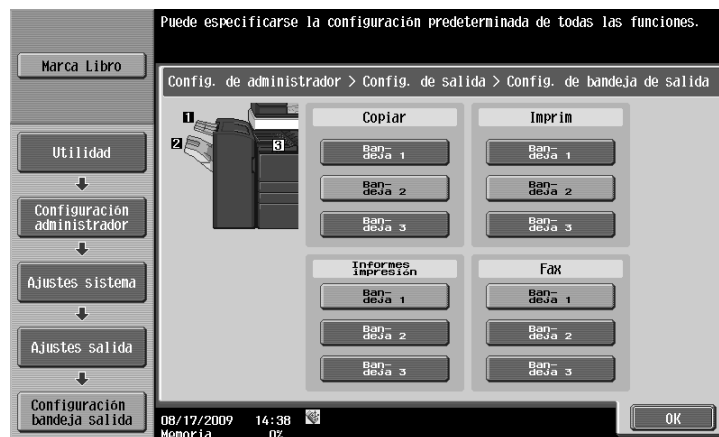 Puede especificarse la configuración predeterminada de todas las funciones.
Marca Libro
Config. de administrador > Config. de salida > Config. de bandeja de salida
Utilidad
Configuración
administrador
Ajustes sistema
Ajustes salida
Configuración
bandeja salida
1
2
3
Copiar
Ban-
deja 1
Ban-
deja 2
Ban-
deja 3
Imprim
Ban-
deja 1
Ban-
deja 2
Ban-
deja 3
Informes
impresión
Ban-
deja 1
Ban-
deja 2
Ban-
deja 3
Fax
Ban-
deja 1
Ban-
deja 2
Ban-
deja 3
08/17/2009 14:38
Memoria 0%
OK